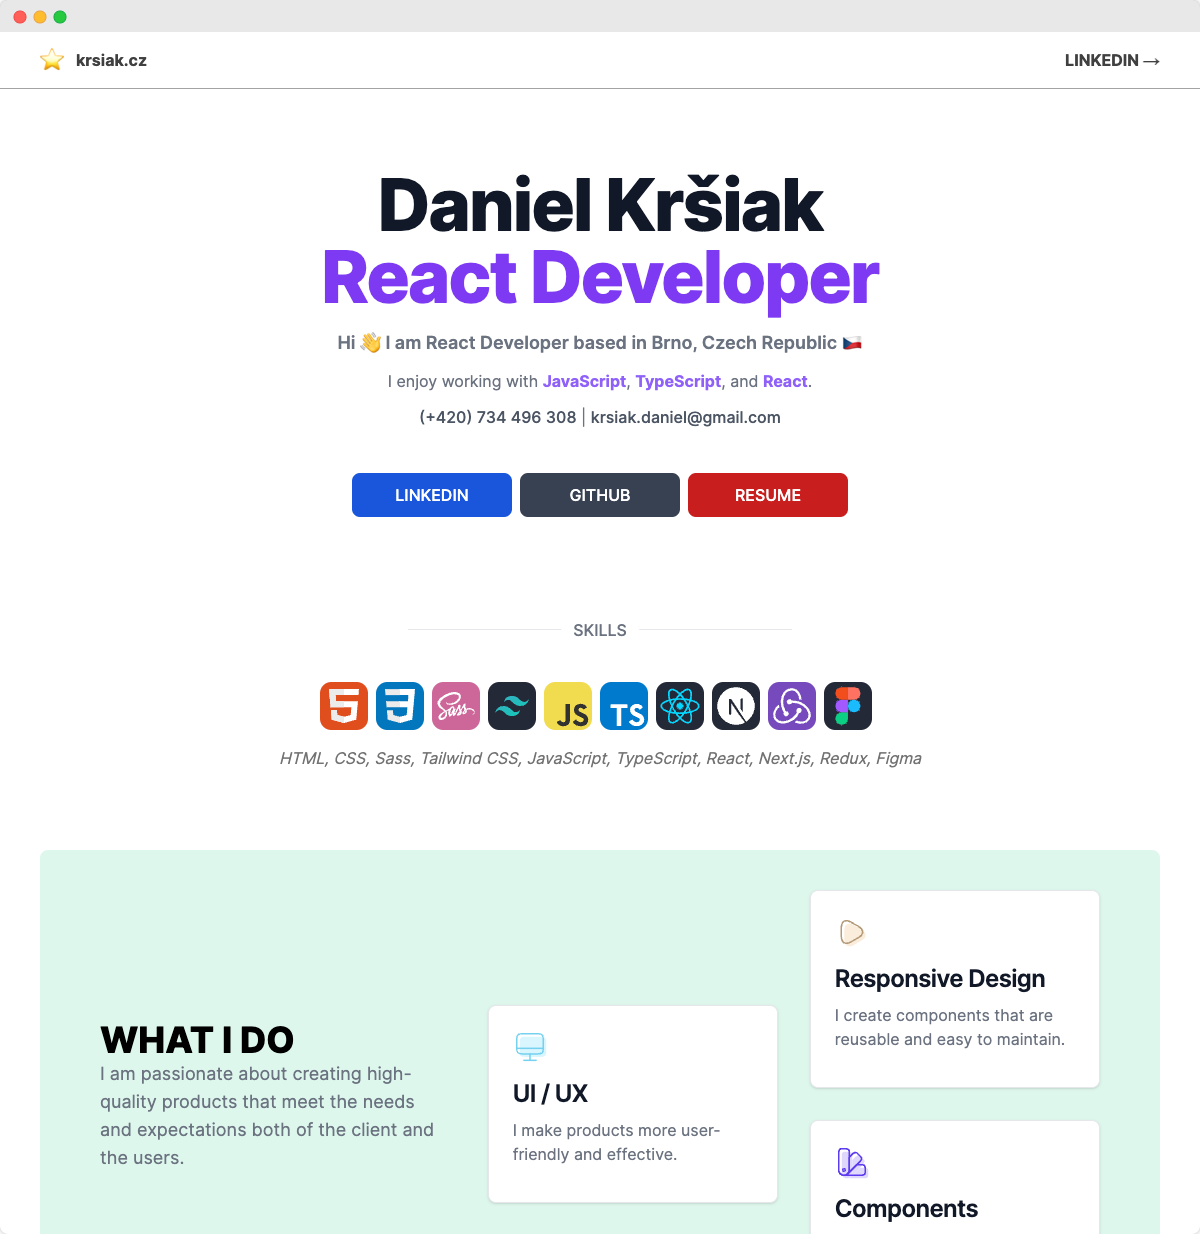 krsiak.cz
LINKEDIN →
Daniel Kršiak
React Developer
Hi 👋 I am React Developer based in Brno, Czech Republic 🇨🇿
I enjoy working with JavaScript, TypeScript, and React.
(+420) 734 496 308 | krsiak.daniel@gmail.com
LINKEDIN
GITHUB
RESUME
SKILLS
Sass
JS
TS
N
HTML, CSS, Sass, Tailwind CSS, JavaScript, TypeScript, React, Next.js, Redux, Figma
WHAT I DO
I am passionate about creating high-
quality products that meet the needs
and expectations both of the client and
the users.
UI / UX
I make products more user-
friendly and effective.
Responsive Design
I create components that are
reusable and easy to maintain.
Components